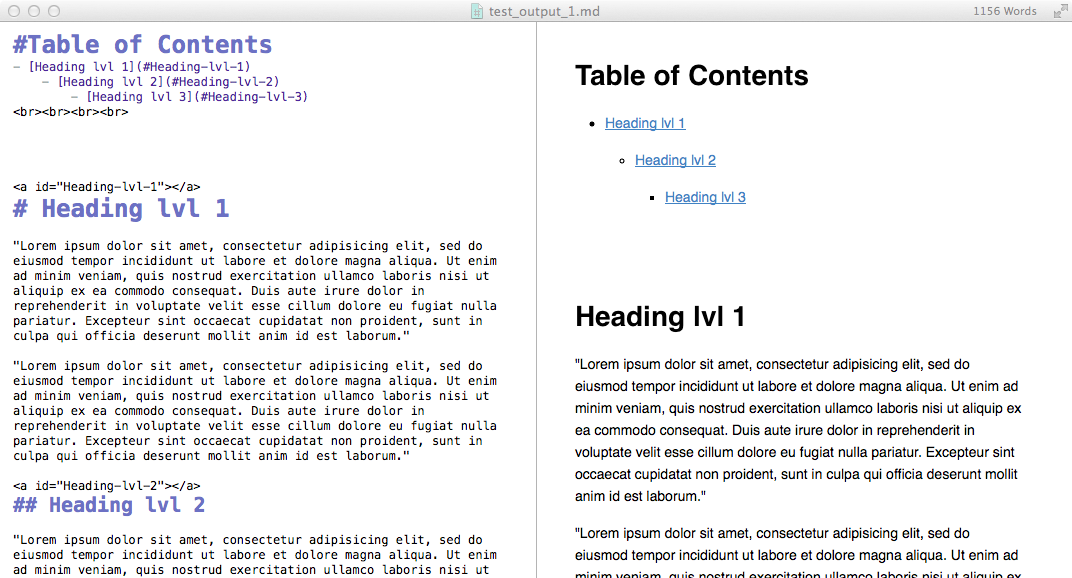 test_output_1.md
1156 Words
#Table of Contents
- [Heading lvl 1](#Heading-lvl-1)
- [Heading lvl 2](#Heading-lvl-2)
- [Heading lvl 3](#Heading-lvl-3)
<br><br><br><br>
<a id="Heading-lvl-1"></a>
# Heading lvl 1
"Lorem ipsum dolor sit amet, consectetur adipisicing elit, sed do
eiusmod tempor incididunt ut labore et dolore magna aliqua. Ut enim
ad minim veniam, quis nostrud exercitation ullamco laboris nisi ut
aliquip ex ea commodo consequat. Duis aute irure dolor in
reprehenderit in voluptate velit esse cillum dolore eu fugiat nulla
pariatur. Excepteur sint occaecat cupidatat non proident, sunt in
culpa qui officia deserunt mollit anim id est laborum."
"Lorem ipsum dolor sit amet, consectetur adipisicing elit, sed do
eiusmod tempor incididunt ut labore et dolore magna aliqua. Ut enim
ad minim veniam, quis nostrud exercitation ullamco laboris nisi ut
aliquip ex ea commodo consequat. Duis aute irure dolor in
reprehenderit in voluptate velit esse cillum dolore eu fugiat nulla
pariatur. Excepteur sint occaecat cupidatat non proident, sunt in
culpa qui officia deserunt mollit anim id est laborum."
<a id="Heading-lvl-2"></a>
## Heading lvl 2
"Lorem ipsum dolor sit amet, consectetur adipisicing elit, sed do
eiusmod tempor incididunt ut labore et dolore magna aliqua. Ut enim
ad minim veniam, quis nostrud exercitation ullamco laboris nisi ut
Table of Contents
Heading lvl 1
Heading lvl 2
Heading lvl 3
Heading lvl 1
"Lorem ipsum dolor sit amet, consectetur adipisicing elit, sed do
eiusmod tempor incididunt ut labore et dolore magna aliqua. Ut enim ad
minim veniam, quis nostrud exercitation ullamco laboris nisi ut aliquip ex
ea commodo consequat. Duis aute irure dolor in reprehenderit in
voluptate velit esse cillum dolore eu fugiat nulla pariatur. Excepteur sint
occaecat cupidatat non proident, sunt in culpa qui officia deserunt mollit
anim id est laborum."
"Lorem ipsum dolor sit amet, consectetur adipisicing elit, sed do
eiusmod tempor incididunt ut labore et dolore magna aliqua. Ut enim ad
minim veniam, quis nostrud exercitation ullamco laboris nisi ut aliquip ex